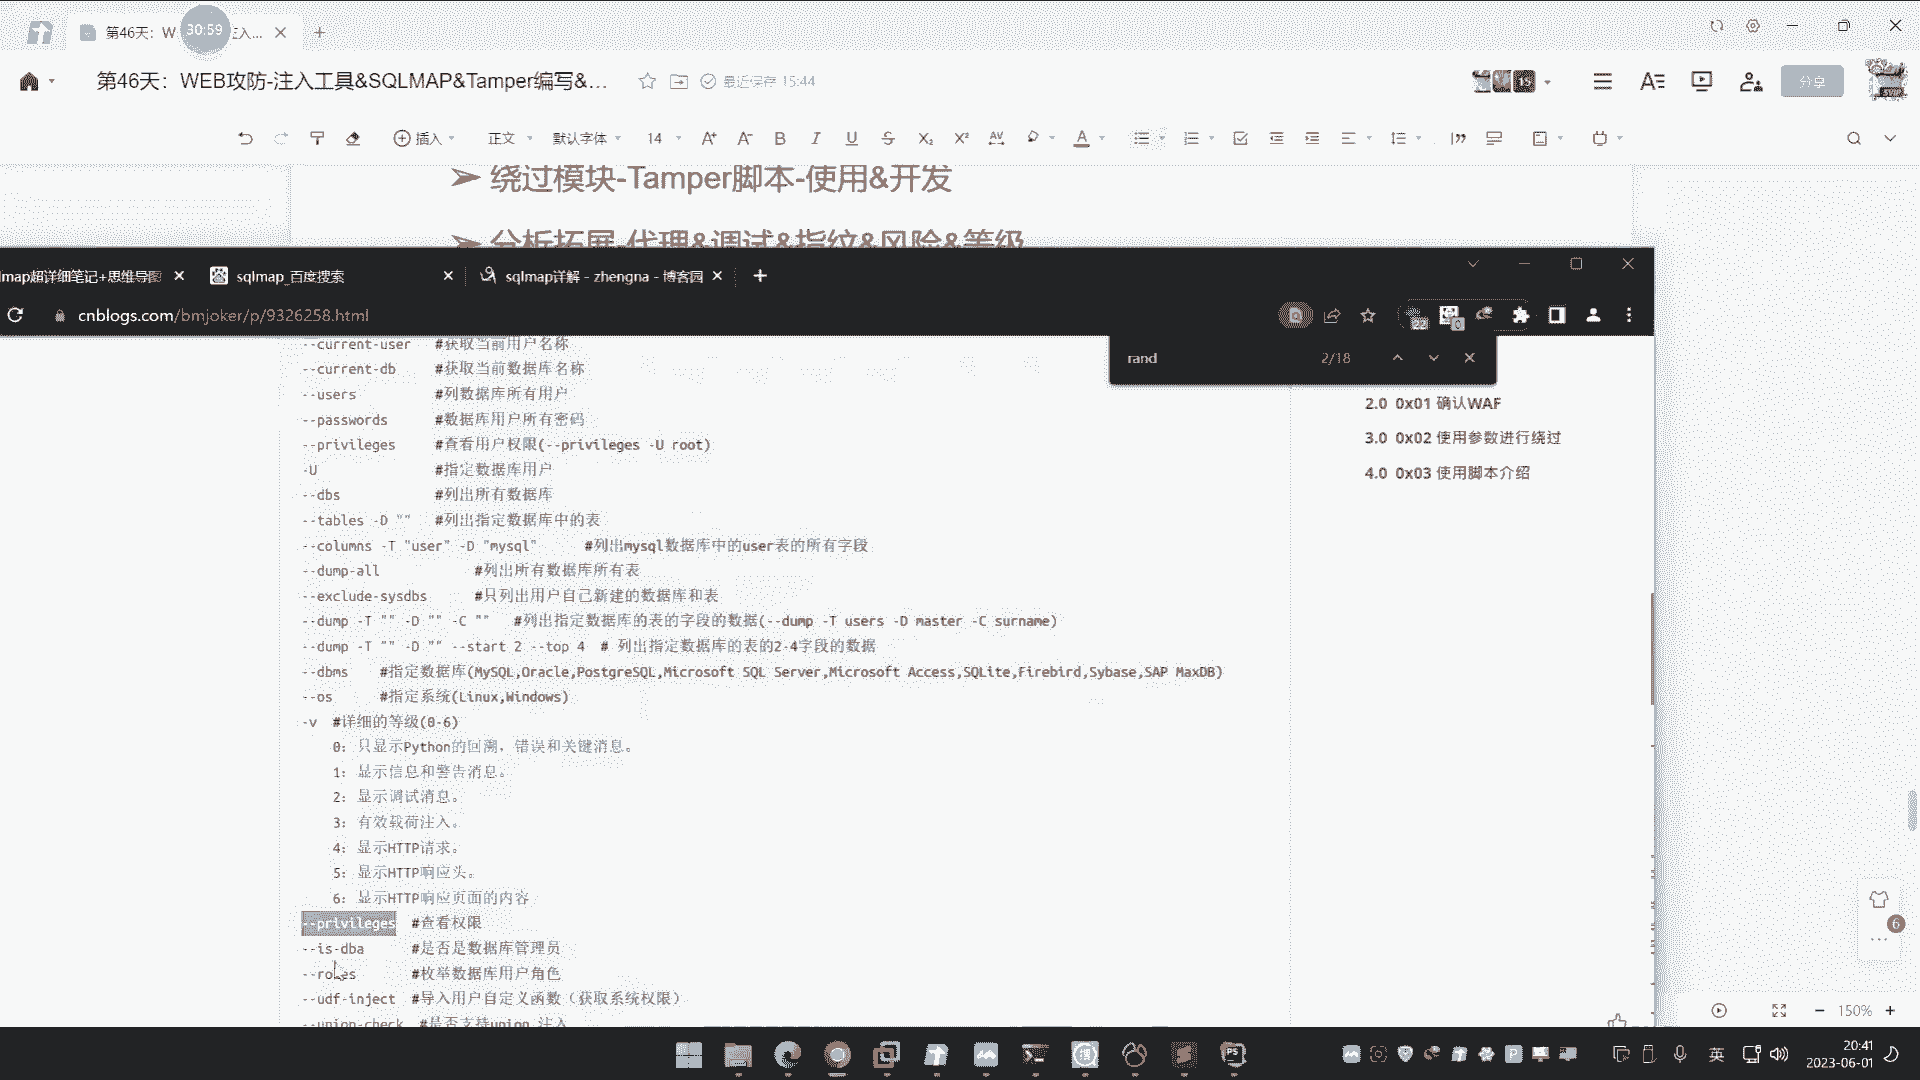 第46天：W
30:59
注入...
第46天：WEB攻防-注入工具&SQLMAP&Tamper编写&...
最近保存 15:44
分享
插入
正文
默认字体
14
➢ 绕过模块-Tamper脚本-使用&开发
➢ 分析拓展-代理&调试&指纹&风险&等级
lmap超详细笔记+思维导图
sqlmap_百度搜索
sqlmap详解 - zhengna - 博客园
cnblogs.com/bmjoker/p/9326258.html
22
0
rand
2/18
--current-user #获取当前用户名称
--current-db #获取当前数据库名称
--users #列数据库所有用户
--passwords #数据库用户所有密码
--privileges #查看用户权限(--privileges -U root)
-U #指定数据库用户
--dbs #列出所有数据库
--tables -D "" #列出指定数据库中的表
--columns -T "user" -D "mysql" #列出mysql数据库中的user表的所有字段
--dump-all #列出所有数据库所有表
--exclude-sysdbs #只列出用户自己新建的数据库和表
--dump -T "" -D "" -C "" #列出指定数据库的表的字段的数据(--dump -T users -D master -C surname)
--dump -T "" -D "" --start 2 --top 4 # 列出指定数据库的表的2-4字段的数据
--dbms #指定数据库(MySQL,Oracle,PostgreSQL,Microsoft SQL Server,Microsoft Access,SQLite,Firebird,Sybase,SAP MaxDB)
--os #指定系统(Linux,Windows)
-v #详细的等级(0-6)
0：只显示Python的回溯，错误和关键消息。
1：显示信息和警告消息。
2：显示调试消息。
3：有效载荷注入。
4：显示HTTP请求。
5：显示HTTP响应头。
6：显示HTTP响应页面的内容
--privileges #查看权限
--is-dba #是否是数据库管理员
--roles #枚举数据库用户角色
--udf-inject #导入用户自定义函数（获取系统权限）
--union-check #是否支持union 注入
2.0 0x01 确认WAF
3.0 0x02 使用参数进行绕过
4.0 0x03 使用脚本介绍
6
150%
英
20:41
2023-06-01